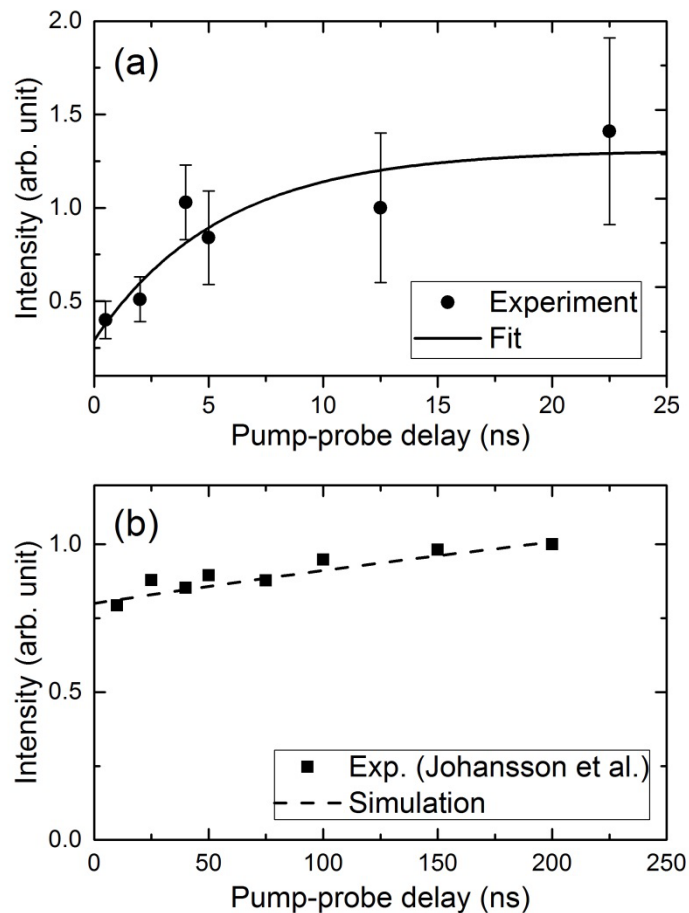 2.0
(a)
1.5
1.0
0.5
Intensity (arb. unit)
Experiment
Fit
0 5 10 15 20 25
Pump-probe delay (ns)
(b)
1.0
0.5
0.0
Intensity (arb. unit)
Exp. (Johansson et al.)
Simulation
0 50 100 150 200 250
Pump-probe delay (ns)